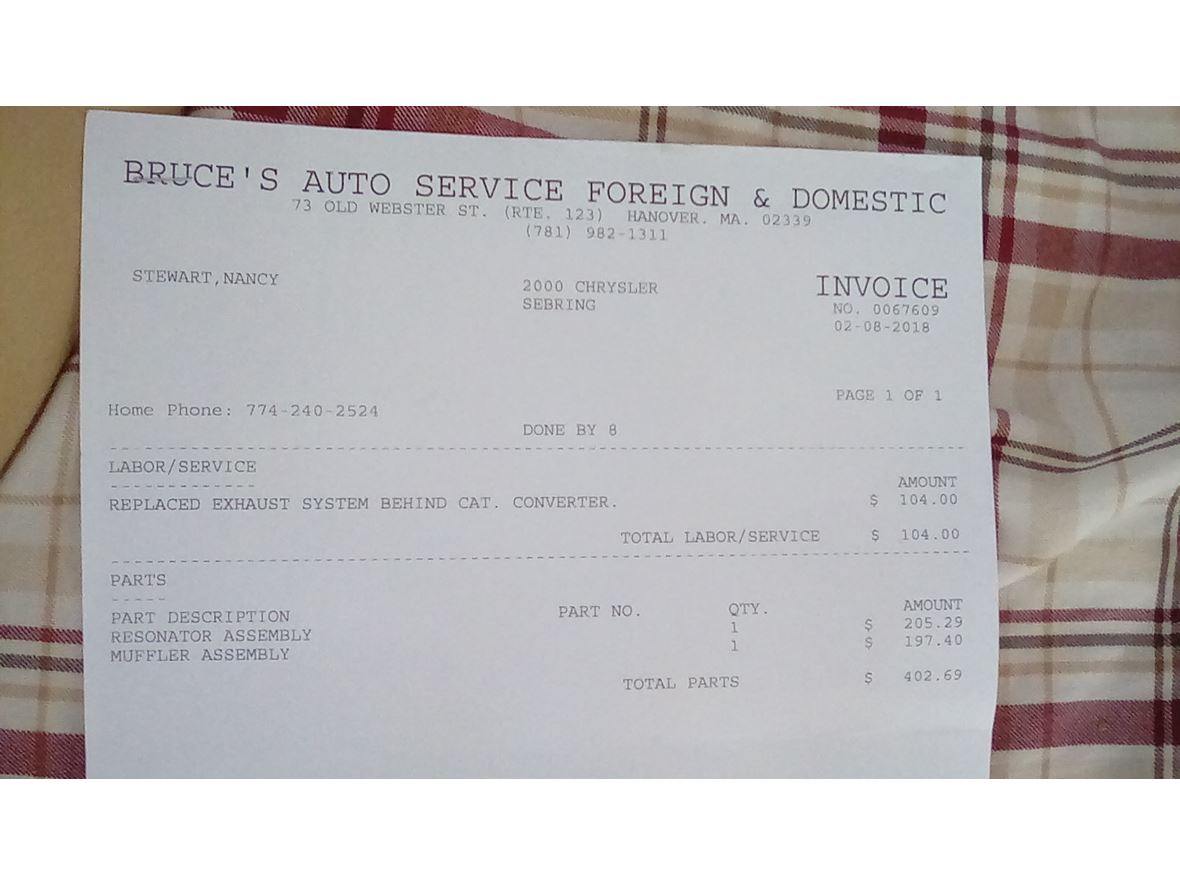 BRUCE'S AUTO SERVICE FOREIGN & DOMESTIC
73 OLD WEBSTER ST. (RTE. 123) HANOVER. MA. 02339
(781) 982-1311
STEWART,NANCY
2000 CHRYSLER
SEBRING
INVOICE
NO. 0067609
02-08-2018
PAGE 1 OF 1
Home Phone: 774-240-2524
DONE BY 8
LABOR/SERVICE
AMOUNT
REPLACED EXHAUST SYSTEM BEHIND CAT. CONVERTER. $ 104.00
TOTAL LABOR/SERVICE $ 104.00
PARTS
PART DESCRIPTION PART NO. QTY. AMOUNT
RESONATOR ASSEMBLY 1 $ 205.29
MUFFLER ASSEMBLY 1 $ 197.40
TOTAL PARTS $ 402.69